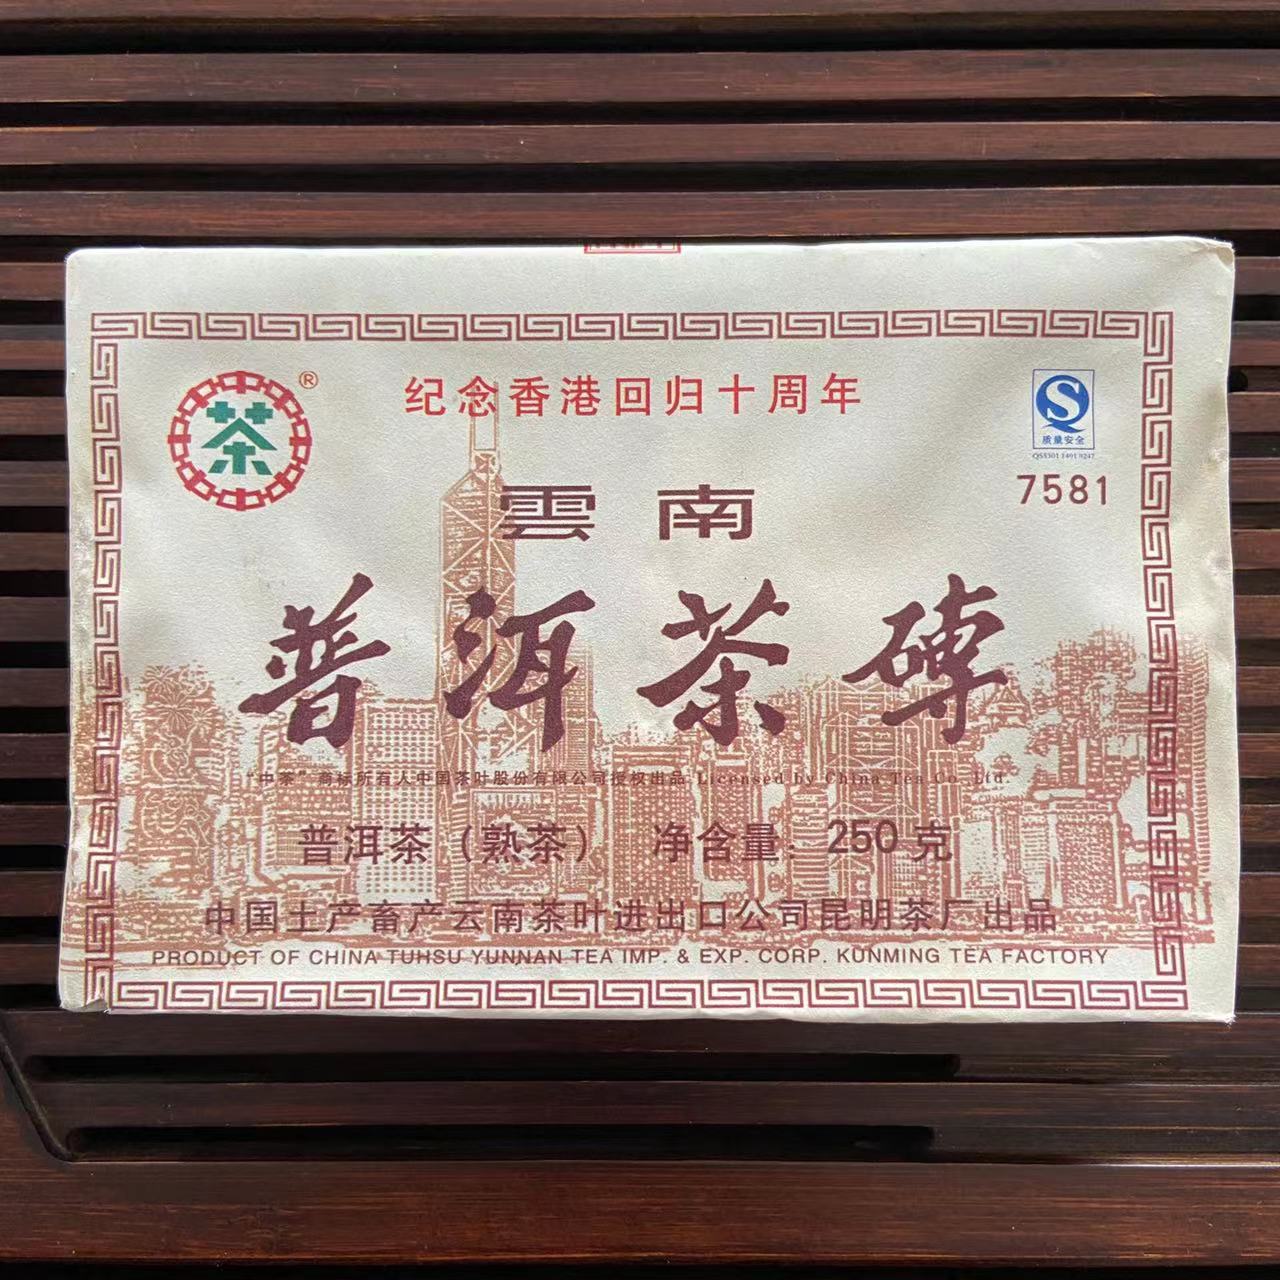 纪念香港回归十周年
茶®
质量安全
7581
雲南
普洱茶磚
“中茶”商标所有人中国茶叶股份有限公司授权出品 Licensed by China Tea Co. Ltd.
普洱茶（熟茶） 净含量：250克
中国土产畜产云南茶叶进出口公司昆明茶厂出品
PRODUCT OF CHINA TUHSU YUNNAN TEA IMP. & EXP. CORP. KUNMING TEA FACTORY